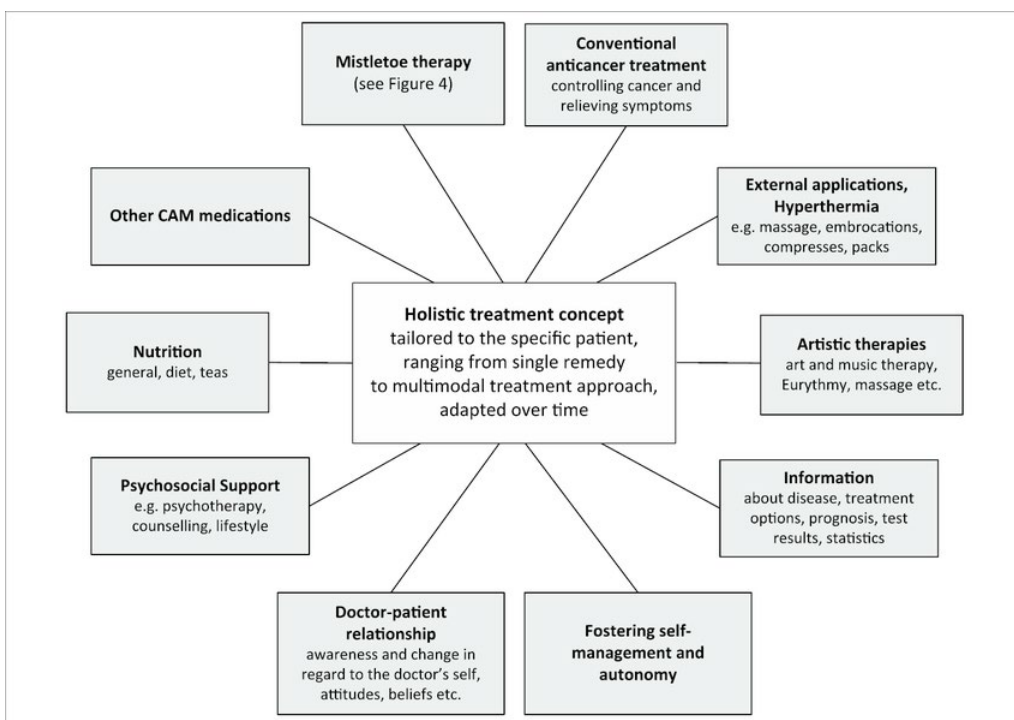 Mistletoe therapy
(see Figure 4)
Conventional
anticancer treatment
controlling cancer and
relieving symptoms
Other CAM medications
External applications,
Hyperthermia
e.g. massage, embrocations,
compresses, packs
Holistic treatment concept
tailored to the specific patient,
ranging from single remedy
to multimodal treatment approach,
adapted over time
Nutrition
general, diet, teas
Artistic therapies
art and music therapy,
Eurythmy, massage etc.
Psychosocial Support
e.g. psychotherapy,
counselling, lifestyle
Information
about disease, treatment
options, prognosis, test
results, statistics
Doctor-patient
relationship
awareness and change in
regard to the doctor's self,
attitudes, beliefs etc.
Fostering self-
management and
autonomy